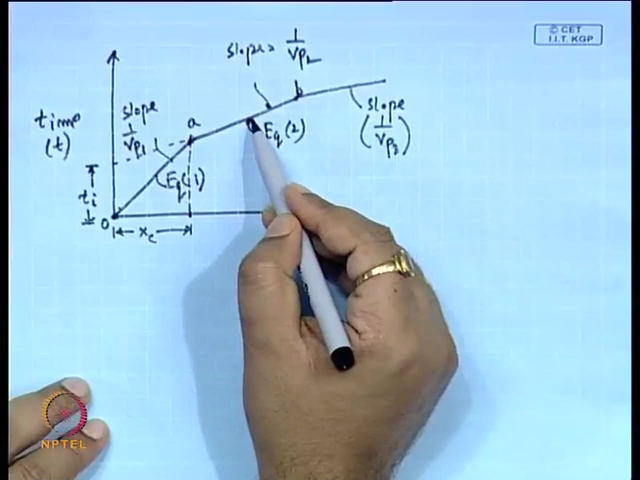 © CET
I.I.T. KGP
slope = 1/Vp2
time
(t)
slope
1/Vp1
a
b
slope
(1/Vp3)
Eq(2)
Eq(1)
ti
0
xc
NPTEL